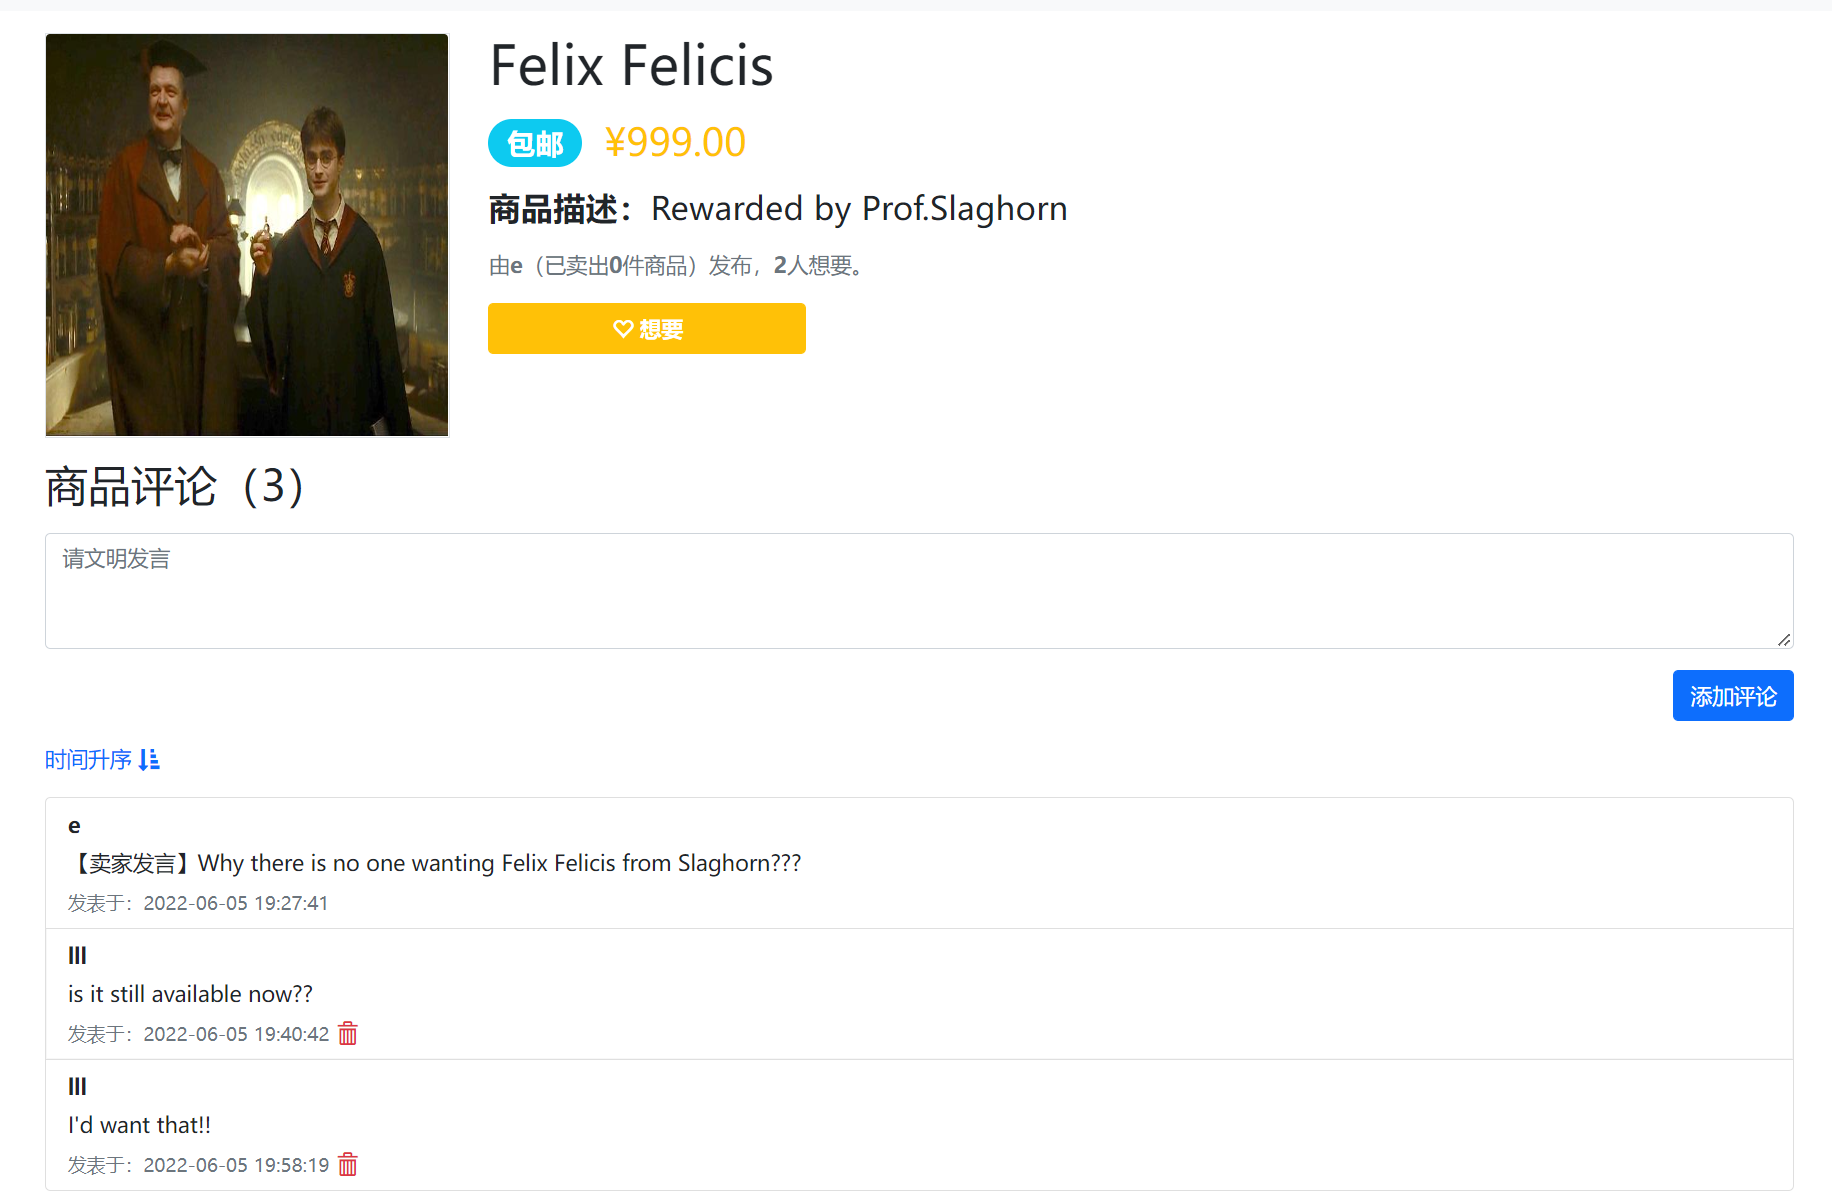 Felix Felicis
包邮 ¥999.00
商品描述：Rewarded by Prof.Slaghorn
由e（已卖出0件商品）发布，2人想要。
想要
商品评论（3）
请文明发言
添加评论
时间升序
e
【卖家发言】Why there is no one wanting Felix Felicis from Slaghorn???
发表于：2022-06-05 19:27:41
lll
is it still available now??
发表于：2022-06-05 19:40:42
lll
I'd want that!!
发表于：2022-06-05 19:58:19